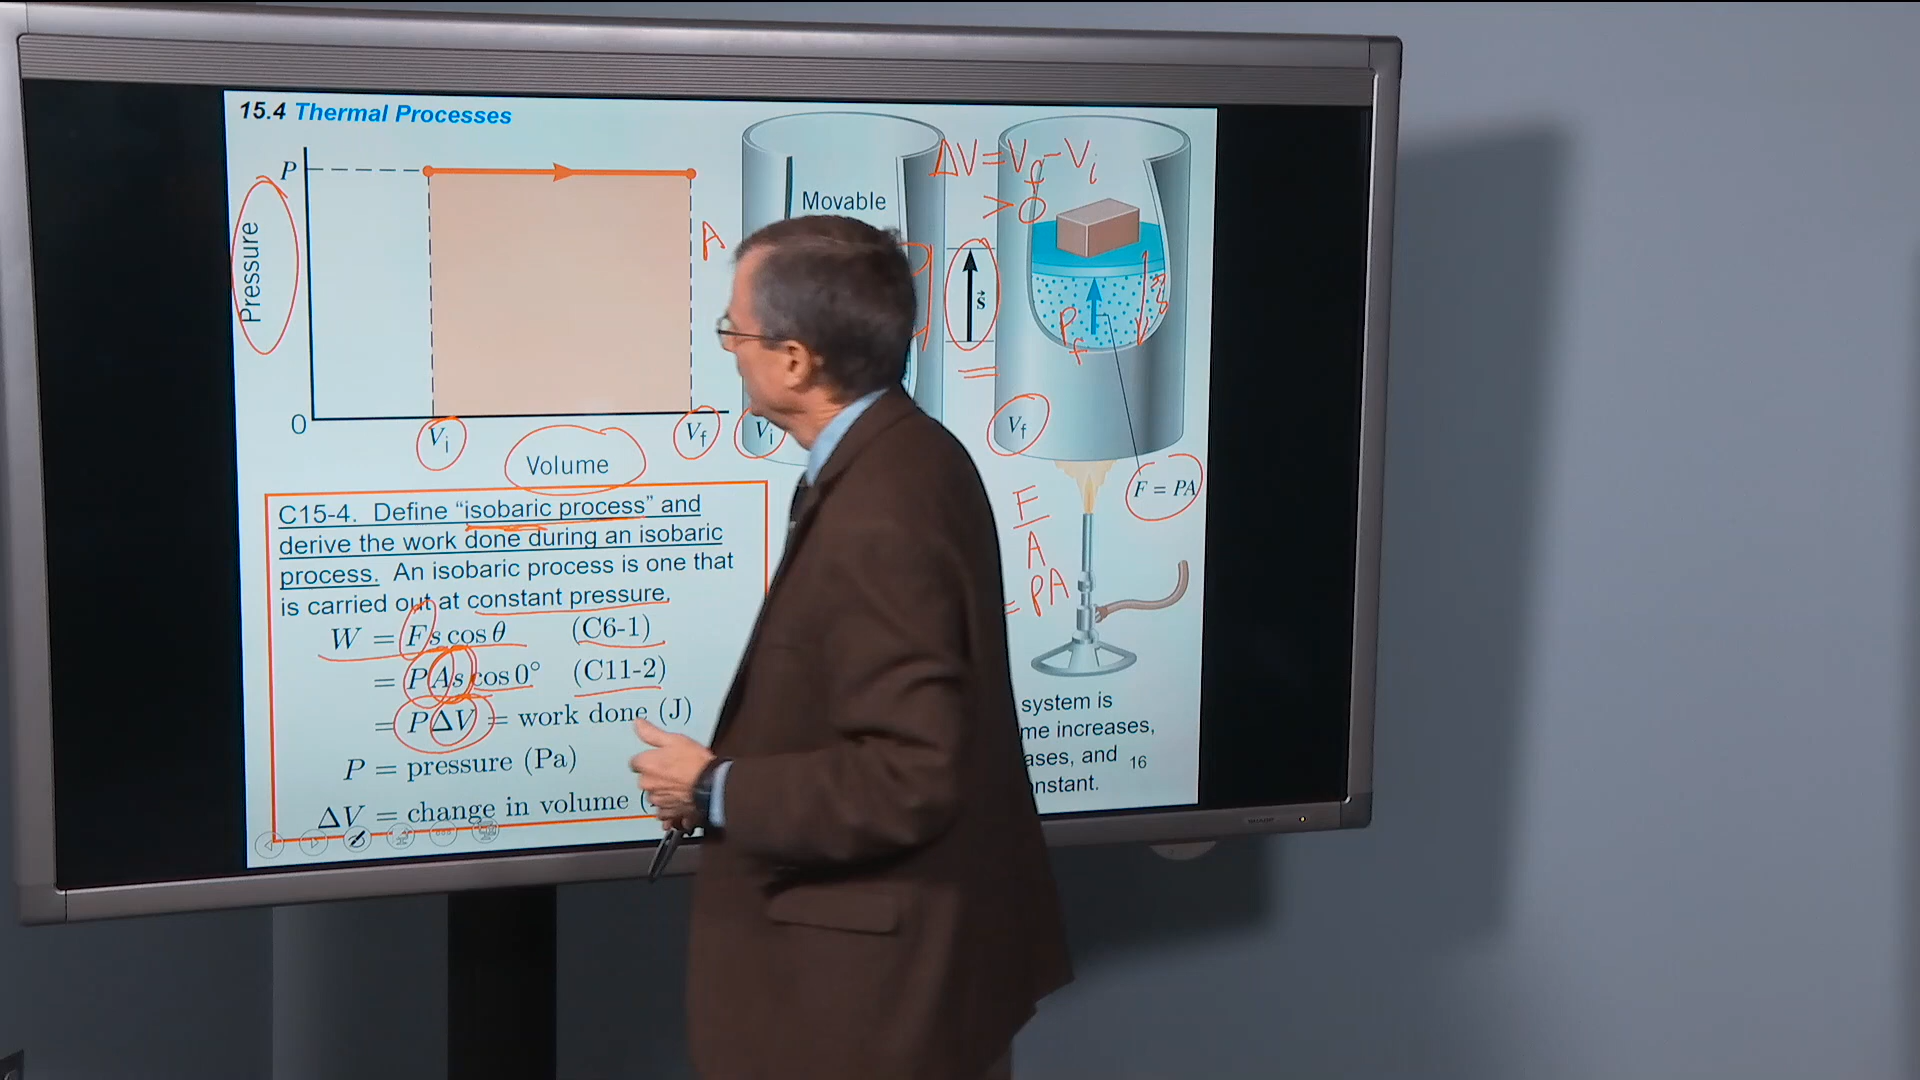 15.4 Thermal Processes
P
Pressure
0
Vi
Vf
Volume
A
Movable
ΔV=Vf-Vi
>0
s
Pf
Vi
Vf
F = PA
F
A
= PA
C15-4. Define “isobaric process” and
derive the work done during an isobaric
process. An isobaric process is one that
is carried out at constant pressure.
W = Fs cos θ (C6-1)
= PAs cos 0° (C11-2)
= PΔV = work done (J)
P = pressure (Pa)
ΔV = change in volume (
system is
me increases,
ases, and 16
nstant.